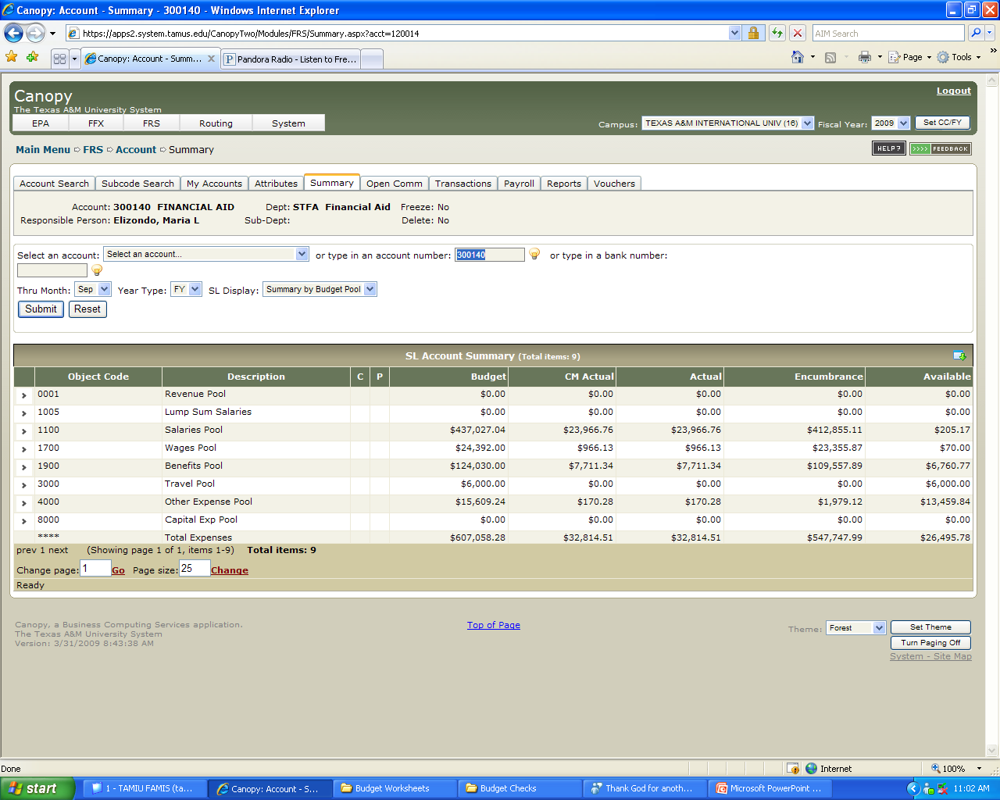 Canopy: Account - Summary - 300140 - Windows Internet Explorer
https://apps2.system.tamus.edu/CanopyTwo/Modules/FRS/Summary.aspx?acct=120014
AIM Search
Canopy: Account - Summ...
Pandora Radio - Listen to Fre...
Page
Tools
Canopy
The Texas A&M University System
Logout
EPA FFX FRS Routing System
Campus: TEXAS A&M INTERNATIONAL UNIV (16) Fiscal Year: 2009 Set CC/FY
Main Menu FRS Account Summary
HELP? >>>> FEEDBACK
Account Search Subcode Search My Accounts Attributes Summary Open Comm Transactions Payroll Reports Vouchers
Account: 300140 FINANCIAL AID Dept: STFA Financial Aid Freeze: No
Responsible Person: Elizondo, Maria L Sub-Dept: Delete: No
Select an account: Select an account... or type in an account number: 300140 or type in a bank number:
Thru Month: Sep Year Type: FY SL Display: Summary by Budget Pool
Submit Reset
SL Account Summary (Total items: 9)
Object Code Description C P Budget CM Actual Actual Encumbrance Available
0001 Revenue Pool $0.00 $0.00 $0.00 $0.00 $0.00
1005 Lump Sum Salaries $0.00 $0.00 $0.00 $0.00 $0.00
1100 Salaries Pool $437,027.04 $23,966.76 $23,966.76 $412,855.11 $205.17
1700 Wages Pool $24,392.00 $966.13 $966.13 $23,355.87 $70.00
1900 Benefits Pool $124,030.00 $7,711.34 $7,711.34 $109,557.89 $6,760.77
3000 Travel Pool $6,000.00 $0.00 $0.00 $0.00 $6,000.00
4000 Other Expense Pool $15,609.24 $170.28 $170.28 $1,979.12 $13,459.84
8000 Capital Exp Pool $0.00 $0.00 $0.00 $0.00 $0.00
**** Total Expenses $607,058.28 $32,814.51 $32,814.51 $547,747.99 $26,495.78
prev 1 next (Showing page 1 of 1, items 1-9) Total items: 9
Change page: 1 Go Page size: 25 Change
Ready
Canopy, a Business Computing Services application.
The Texas A&M University System
Version: 3/31/2009 8:43:38 AM
Top of Page
Theme: Forest Set Theme
Turn Paging Off
System - Site Map
Done
Internet
100%
start
1 - TAMIU FAMIS (ta...
Canopy: Account - S...
Budget Worksheets
Budget Checks
Thank God for anoth...
Microsoft PowerPoint ...
11:02 AM